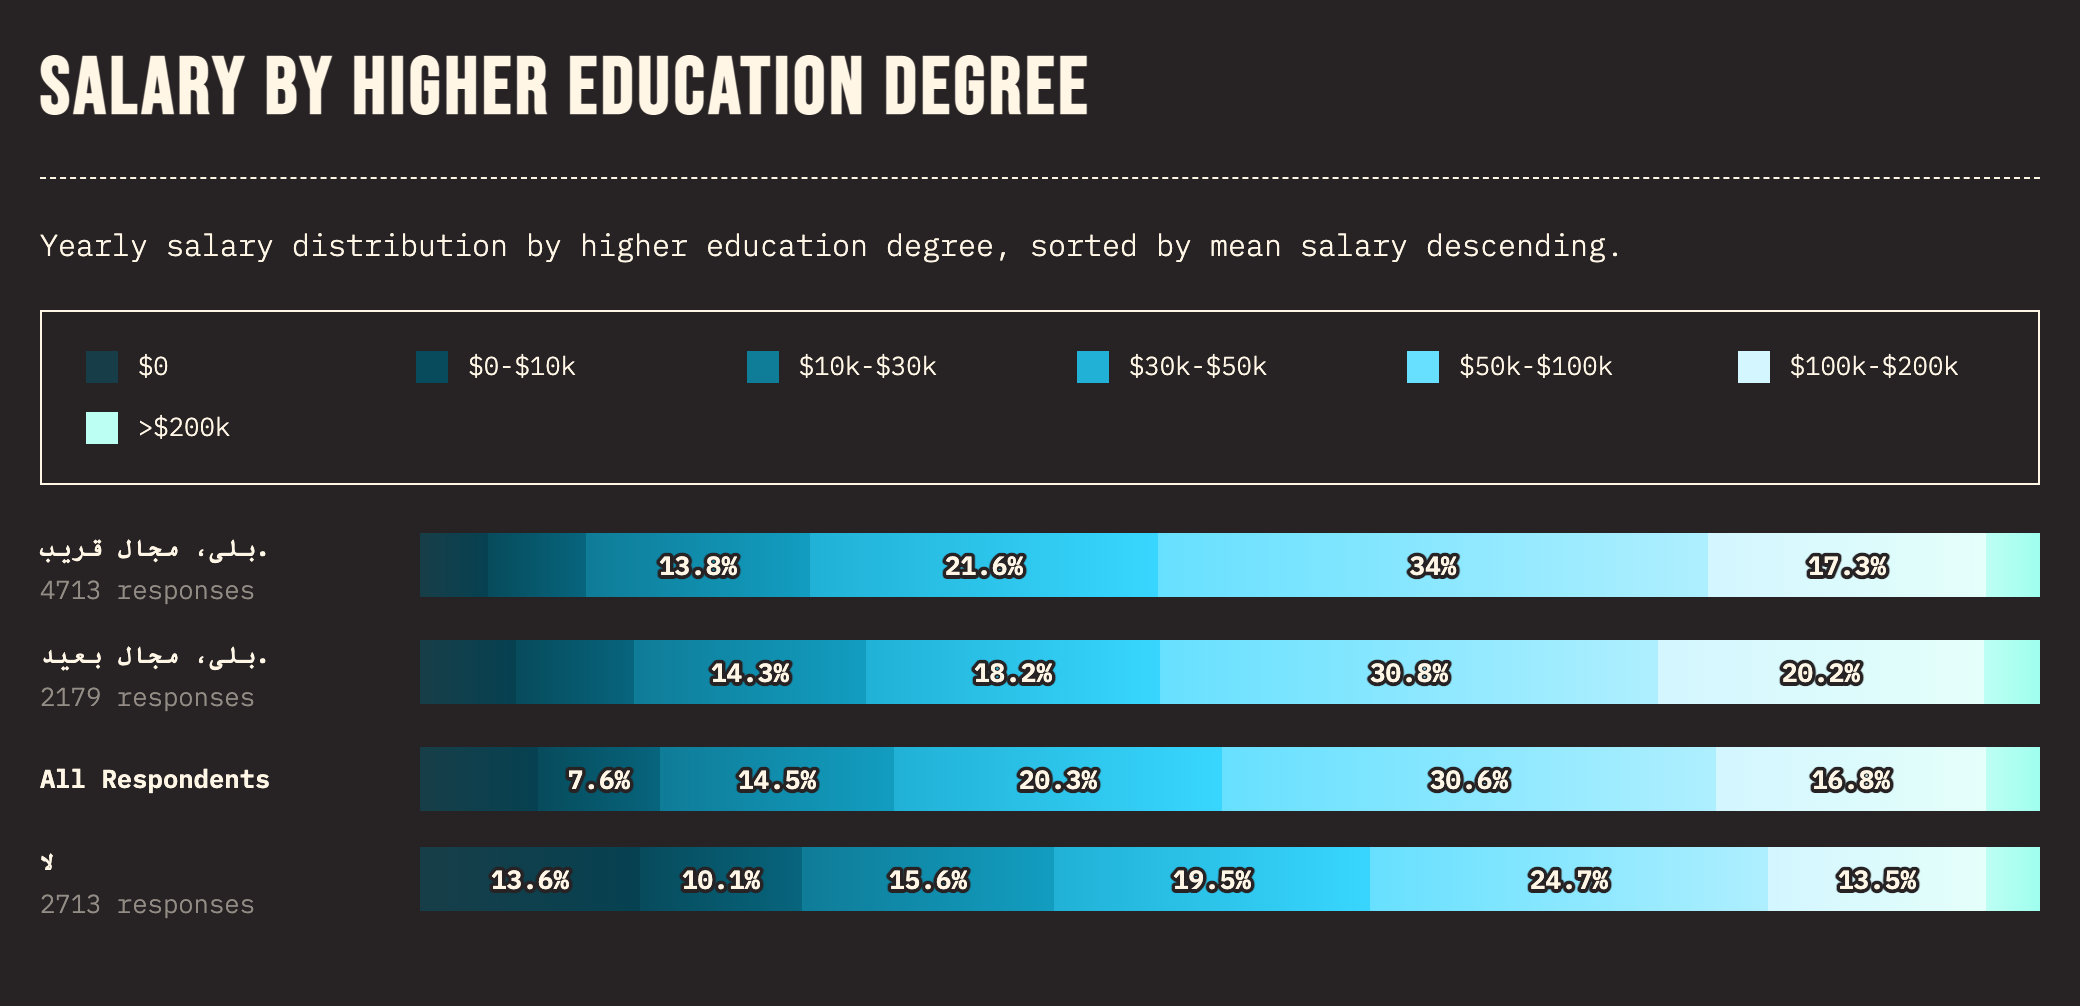 SALARY BY HIGHER EDUCATION DEGREE
Yearly salary distribution by higher education degree, sorted by mean salary descending.
$0
$0-$10k
$10k-$30k
$30k-$50k
$50k-$100k
$100k-$200k
>$200k
بلى، مجال قريب.
4713 responses
13.8%
21.6%
34%
17.3%
بلى، مجال بعيد.
2179 responses
14.3%
18.2%
30.8%
20.2%
All Respondents
7.6%
14.5%
20.3%
30.6%
16.8%
لا
2713 responses
13.6%
10.1%
15.6%
19.5%
24.7%
13.5%